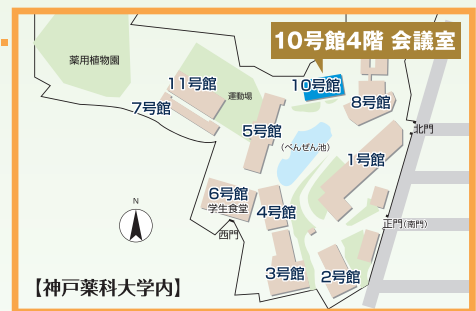 10号館4階 会議室
薬用植物園
11号館
運動場
10号館
7号館
8号館
5号館
北門
(べんぜん池)
1号館
6号館
学生食堂
4号館
N
西門
正門(南門)
3号館
2号館
【神戸薬科大学内】